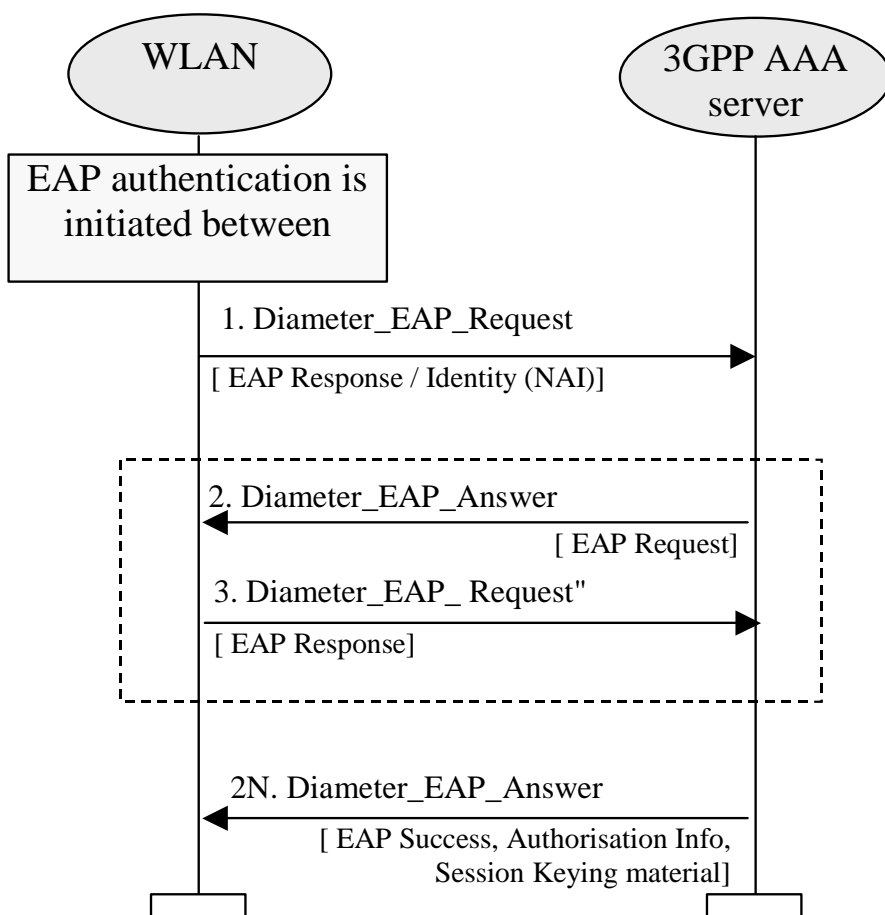 WLAN
3GPP AAA
server
EAP authentication is
initiated between
1. Diameter_EAP_Request
[ EAP Response / Identity (NAI)]
2. Diameter_EAP_Answer
[ EAP Request]
3. Diameter_EAP_ Request"
[ EAP Response]
2N. Diameter_EAP_Answer
[ EAP Success, Authorisation Info,
Session Keying material]